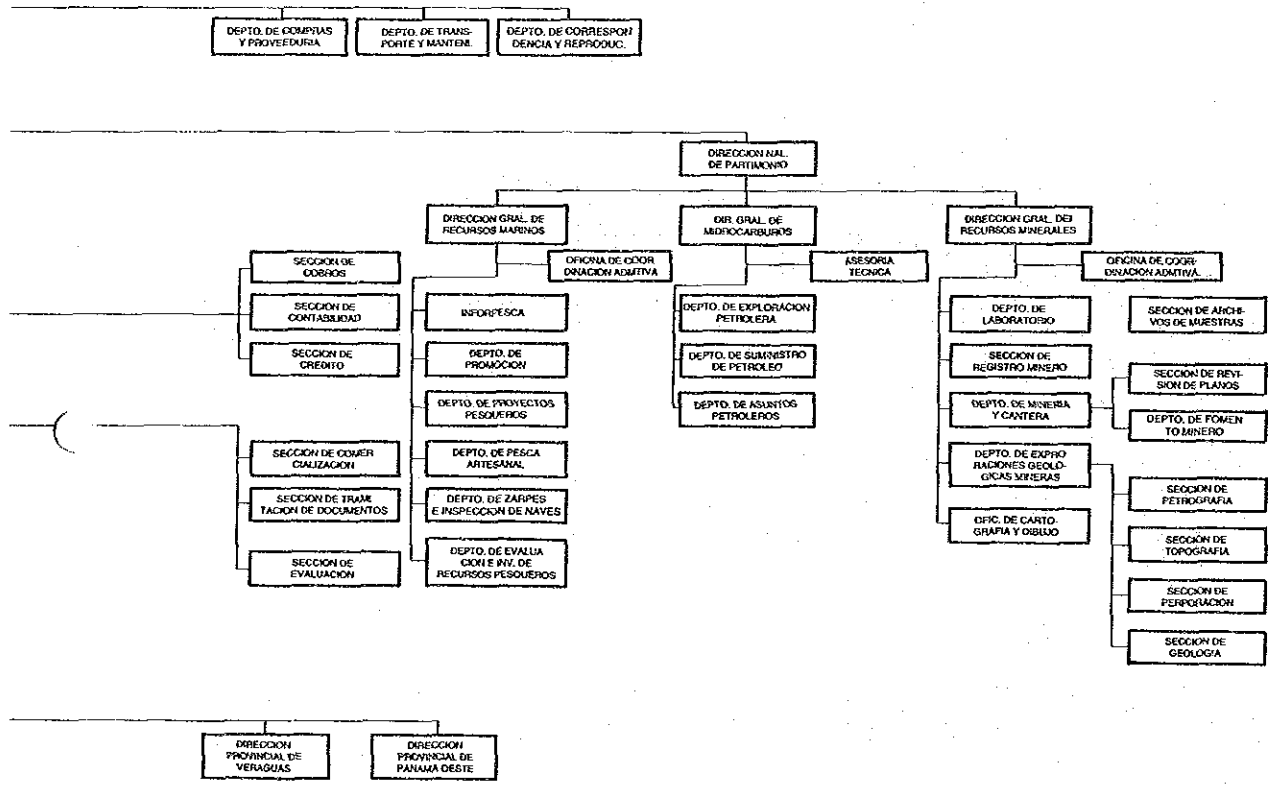 DEPTO. DE COMPRAS
Y PROVEEDURIA
DEPTO. DE TRANS-
PORTE Y MANTENI.
DEPTO. DE CORRESPON
DENCIA Y REPRODUC.
DIRECCION NAL.
DE PARTIMONIO
DIRECCION GRAL. DE
RECURSOS MARINOS
DIR. GRAL. DE
MIDROCARBUROS
DIRECCION GRAL. DEI
RECURSOS MINERALES
OFICINA DE COOR
DINACION ADMTIVA
ASESORIA
TECNICA
OFICINA DE COOR-
DINACION ADMTIVA.
SECCION DE
COBROS
SECCION DE
CONTABILIDAD
SECCION DE
CREDITO
SECCION DE COMER
CIALIZACION
SECCION DE TRAMI
TACION DE DOCUMENTOS
SECCION DE
EVALUACION
INFORPESCA
DEPTO. DE
PROMOCION
DEPTO. DE PROYECTOS
PESQUEROS
DEPTO. DE PESCA
ARTESANAL
DEPTO. DE ZARPES
E INSPECCION DE NAVES
DEPTO. DE EVALUA
CION E INV. DE
RECURSOS PESQUEROS
DEPTO. DE EXPLORACION
PETROLERA
DEPTO. DE SUMINISTRO
DE PETROLEO
DEPTO. DE ASUNTOS
PETROLEROS
DEPTO. DE
LABORATORIO
SECCION DE
REGISTRO MINERO
DEPTO. DE MINERIA
Y CANTERA
DEPTO. DE EXPRO
RACIONES GEOLO-
GICAS MINERAS
OFIC. DE CARTO-
GRAFIA Y DIBUJO
SECCION DE ARCHI-
VOS DE MUESTRAS
SECCION DE REVI-
SION DE PLANOS
DEPTO. DE FOMEN
TO MINERO
SECCION DE
PETROGRAFIA
SECCION DE
TOPOGRAFIA
SECCION DE
PERPORACION
SECCION DE
GEOLOGIA
DIRECCION
PROVINCIAL DE
VERAGUAS
DIRECCION
PROVINCIAL DE
PANAMA OESTE